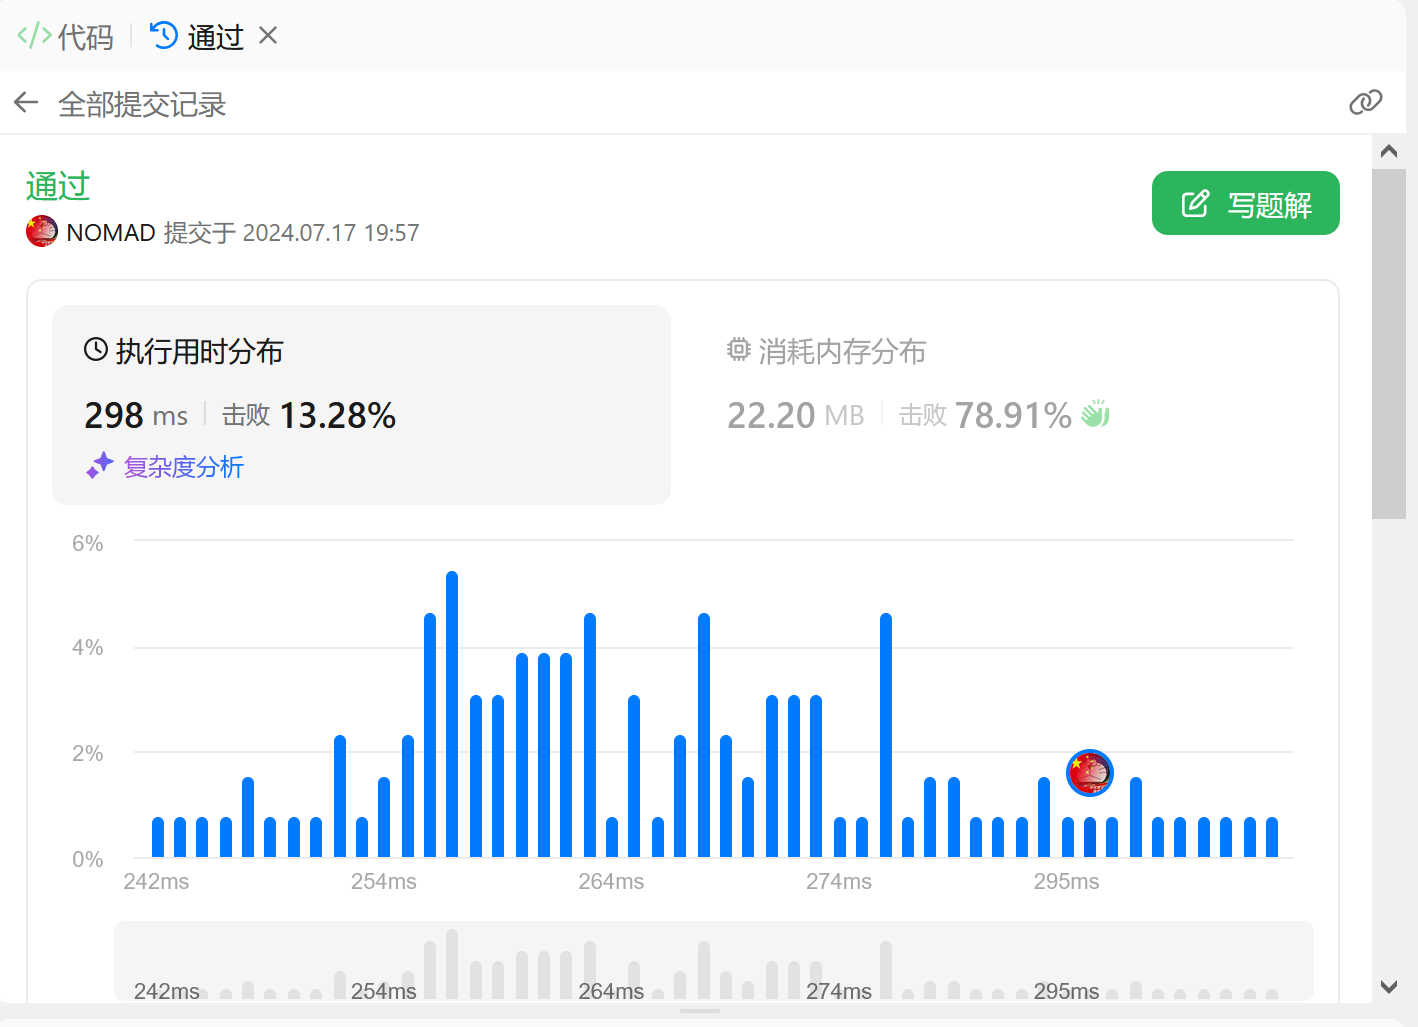 代码 通过
全部提交记录
通过
写题解
NOMAD 提交于 2024.07.17 19:57
执行用时分布
298 ms 击败 13.28%
复杂度分析
消耗内存分布
22.20 MB 击败 78.91%
6%
4%
2%
0%
242ms 254ms 264ms 274ms 295ms
242ms 254ms 264ms 274ms 295ms